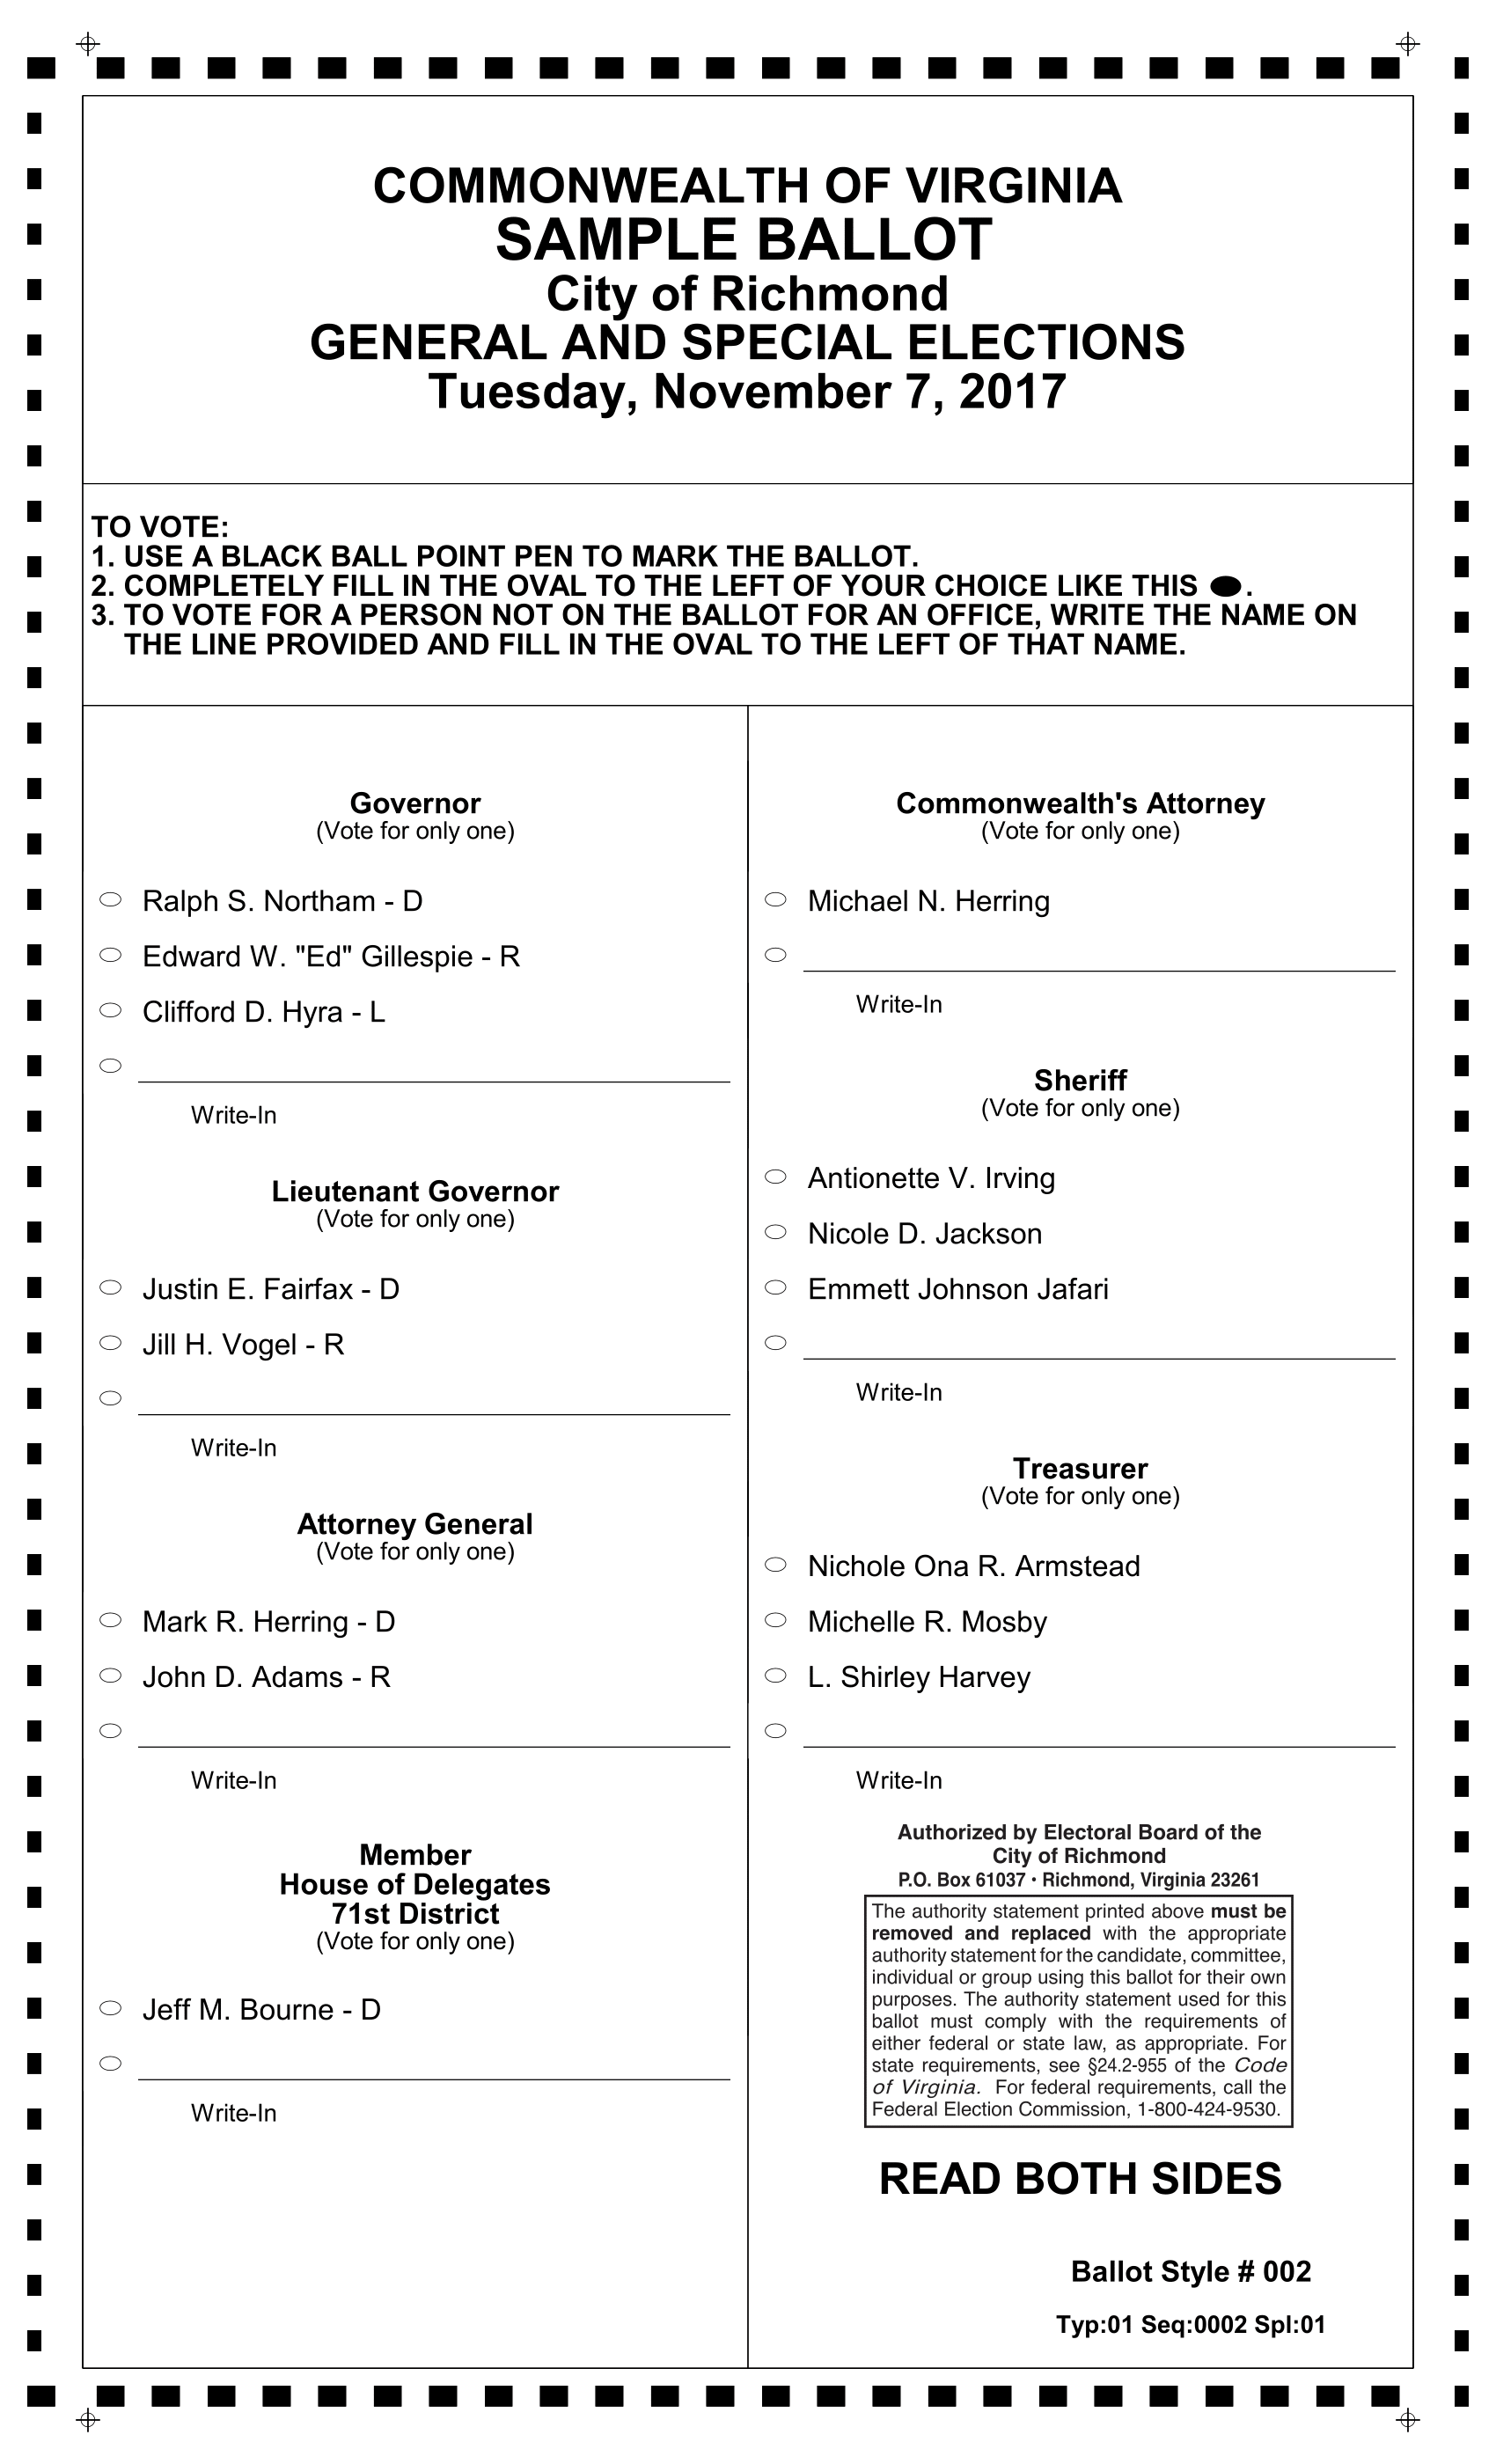 COMMONWEALTH OF VIRGINIA
SAMPLE BALLOT
City of Richmond
GENERAL AND SPECIAL ELECTIONS
Tuesday, November 7, 2017
TO VOTE:
1. USE A BLACK BALL POINT PEN TO MARK THE BALLOT.
2. COMPLETELY FILL IN THE OVAL TO THE LEFT OF YOUR CHOICE LIKE THIS .
3. TO VOTE FOR A PERSON NOT ON THE BALLOT FOR AN OFFICE, WRITE THE NAME ON
THE LINE PROVIDED AND FILL IN THE OVAL TO THE LEFT OF THAT NAME.
Governor
(Vote for only one)
Ralph S. Northam - D
Edward W. "Ed" Gillespie - R
Clifford D. Hyra - L
Write-In
Lieutenant Governor
(Vote for only one)
Justin E. Fairfax - D
Jill H. Vogel - R
Write-In
Attorney General
(Vote for only one)
Mark R. Herring - D
John D. Adams - R
Write-In
Member
House of Delegates
71st District
(Vote for only one)
Jeff M. Bourne - D
Write-In
Commonwealth's Attorney
(Vote for only one)
Michael N. Herring
Write-In
Sheriff
(Vote for only one)
Antionette V. Irving
Nicole D. Jackson
Emmett Johnson Jafari
Write-In
Treasurer
(Vote for only one)
Nichole Ona R. Armstead
Michelle R. Mosby
L. Shirley Harvey
Write-In
Authorized by Electoral Board of the
City of Richmond
P.O. Box 61037 • Richmond, Virginia 23261
The authority statement printed above must be
removed and replaced with the appropriate
authority statement for the candidate, committee,
individual or group using this ballot for their own
purposes. The authority statement used for this
ballot must comply with the requirements of
either federal or state law, as appropriate. For
state requirements, see §24.2-955 of the Code
of Virginia. For federal requirements, call the
Federal Election Commission, 1-800-424-9530.
READ BOTH SIDES
Ballot Style # 002
Typ:01 Seq:0002 Spl:01